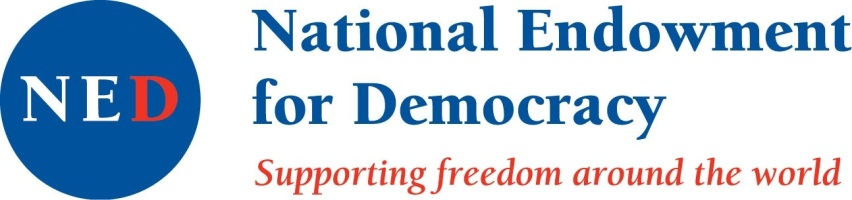 NED
National Endowment
for Democracy
Supporting freedom around the world